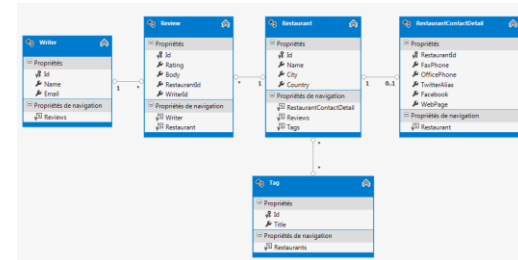 Writer
Propriétés
Id
Name
Email
Propriétés de navigation
Reviews
1
*
Review
Propriétés
Id
Rating
Body
RestaurantId
WriteId
Propriétés de navigation
Writer
Restaurant
*
1
Restaurant
Propriétés
Id
Name
City
Country
Propriétés de navigation
RestaurantContactDetail
Reviews
Tags
1
0..1
RestaurantContactDetail
Propriétés
RestaurantId
FaxPhone
OfficePhone
TwitterAlias
Facebook
WebPage
Propriétés de navigation
Restaurant
*
*
Tag
Propriétés
Id
Title
Propriétés de navigation
Restaurants